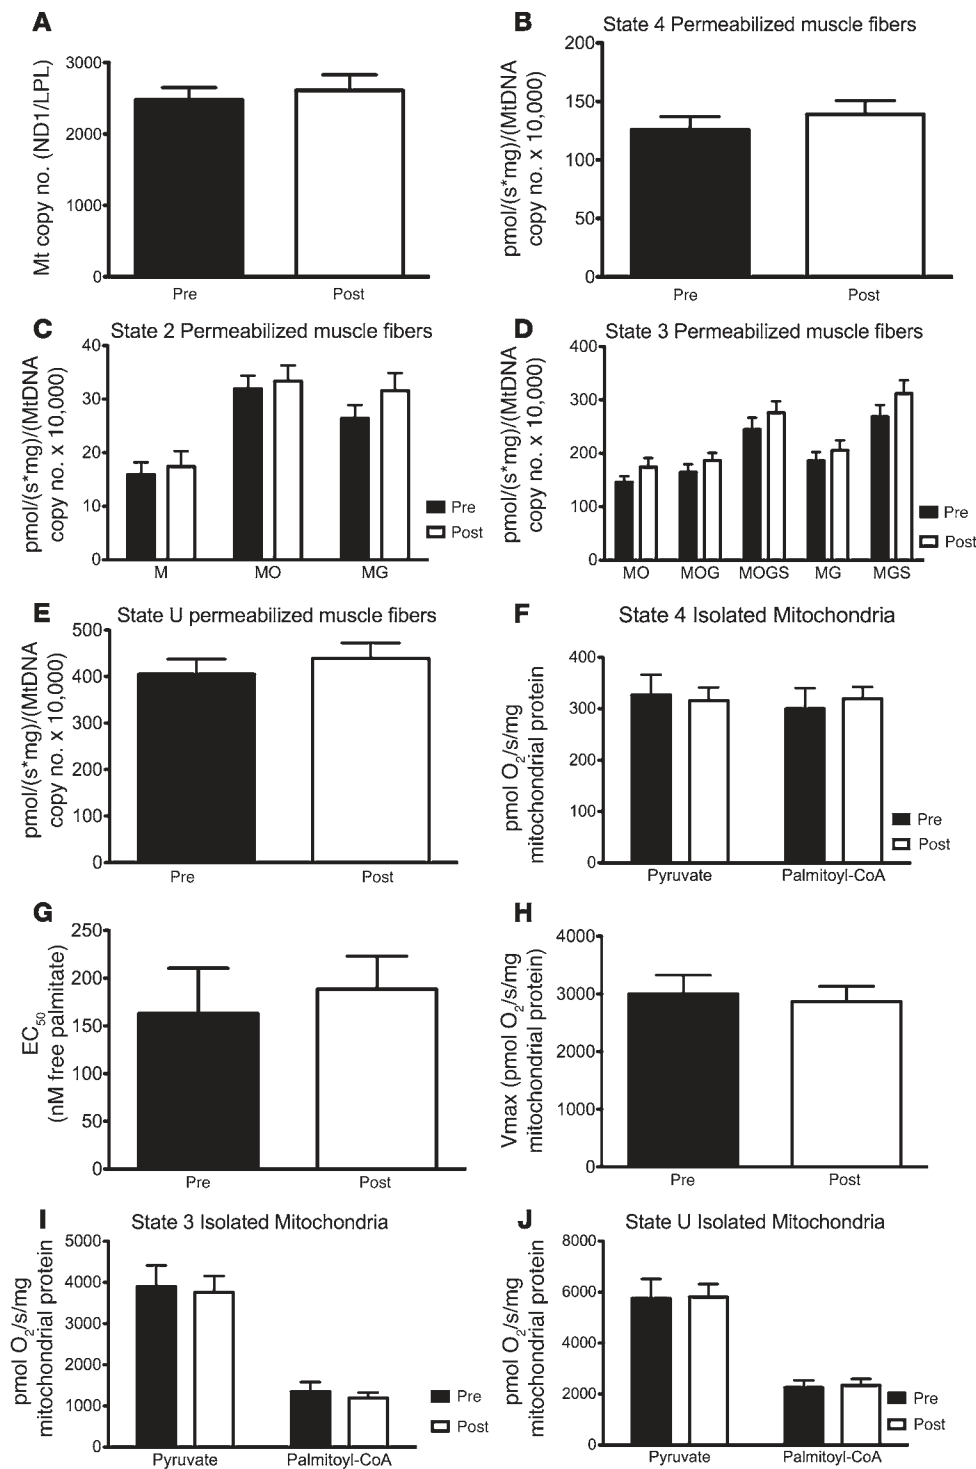 A
Mt copy no. (ND1/LPL)
3000
2000
1000
0
Pre
Post
B
State 4 Permeabilized muscle fibers
pmol/(s*mg)/(MtDNA
copy no. x 10,000)
200
150
100
50
0
Pre
Post
C
State 2 Permeabilized muscle fibers
pmol/(s*mg)/(MtDNA
copy no. x 10,000)
40
30
20
10
0
M
MO
MG
Pre
Post
D
State 3 Permeabilized muscle fibers
pmol/(s*mg)/(MtDNA
copy no. x 10,000)
400
300
200
100
0
MO
MOG
MOGS
MG
MGS
Pre
Post
E
State U permeabilized muscle fibers
pmol/(s*mg)/(MtDNA
copy no. x 10,000)
500
400
300
200
100
0
Pre
Post
F
State 4 Isolated Mitochondria
pmol O2/s/mg
mitochondrial protein
400
300
200
100
0
Pyruvate
Palmitoyl-CoA
Pre
Post
G
EC50
(nM free palmitate)
250
200
150
100
50
0
Pre
Post
H
Vmax (pmol O2/s/mg
mitochondrial protein)
4000
3000
2000
1000
0
Pre
Post
I
State 3 Isolated Mitochondria
pmol O2/s/mg
mitochondrial protein
5000
4000
3000
2000
1000
0
Pyruvate
Palmitoyl-CoA
Pre
Post
J
State U Isolated Mitochondria
pmol O2/s/mg
mitochondrial protein
8000
6000
4000
2000
0
Pyruvate
Palmitoyl-CoA
Pre
Post